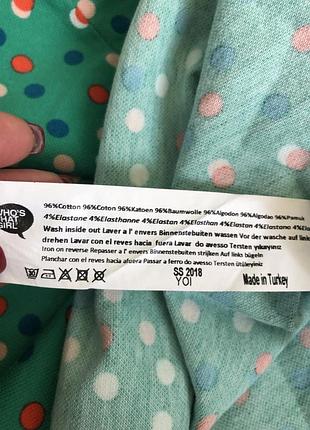 WHO'S
THAT
GIRL
96%Cotton 96%Coton 96%Katoen 96%Baumwolle 96%Algodon 96%Algodao 96%Pamuk
4%Elastane 4%Elasthanne 4%Elastan 4%Elasthan 4%Elastan 4%Elastano 4%
Wash inside out Laver a l' envers Binnenstebuiten wassen Vor der wasche auf links
drehen Lavar con el reves hacia fuera Lavar do avesso Tersten yıkayınız
Iron on reverse Repasser a l' envers Binnenstebuiten strijken Auf links bügeln
Planchar con el reves hacia afuera Passar a ferro do avesso Tersten ütüleyiniz
SS 2018
YOI
Made in Turkey